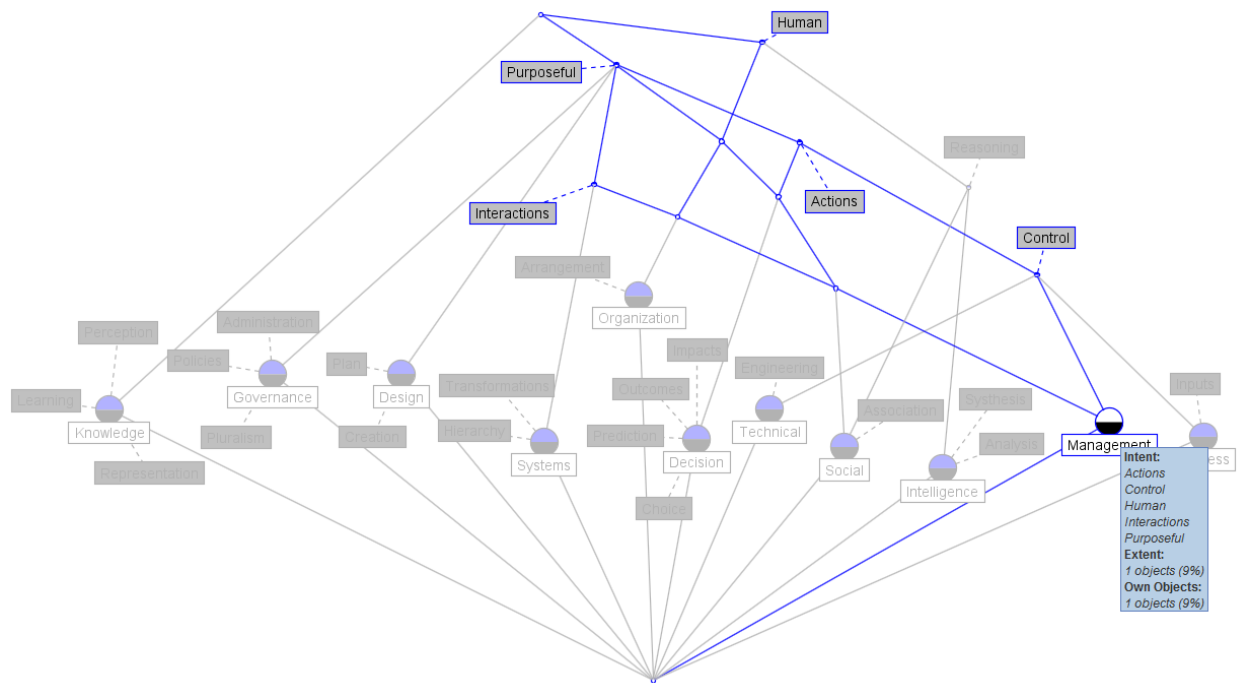 Human
Purposeful
Reasoning
Interactions
Actions
Control
Arrangement
Organization
Perception
Administration
Policies
Plan
Impacts
Engineering
Transformations
Outcomes
Inputs
Learning
Governance
Design
Systhesis
Association
Knowledge
Pluralism
Creation
Hierarchy
Prediction
Technical
Analysis
Management
ess
Representation
Systems
Decision
Social
Intelligence
Choice
Intent:
Actions
Control
Human
Interactions
Purposeful
Extent:
1 objects (9%)
Own Objects:
1 objects (9%)